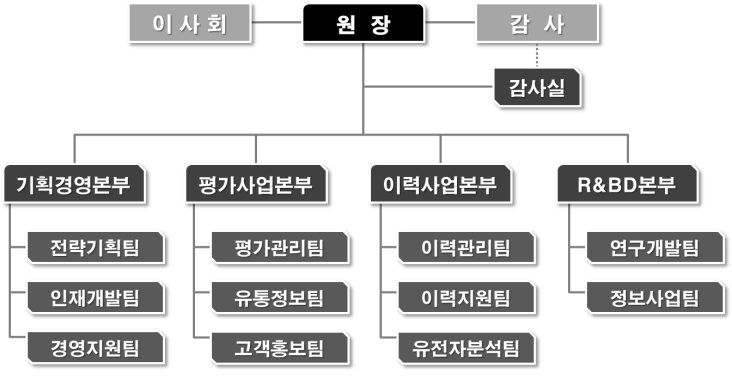 이사회
원 장
감 사
감사실
기획경영본부
평가사업본부
이력사업본부
R&BD본부
전략기획팀
평가관리팀
이력관리팀
연구개발팀
인재개발팀
유통정보팀
이력지원팀
정보사업팀
경영지원팀
고객홍보팀
유전자분석팀